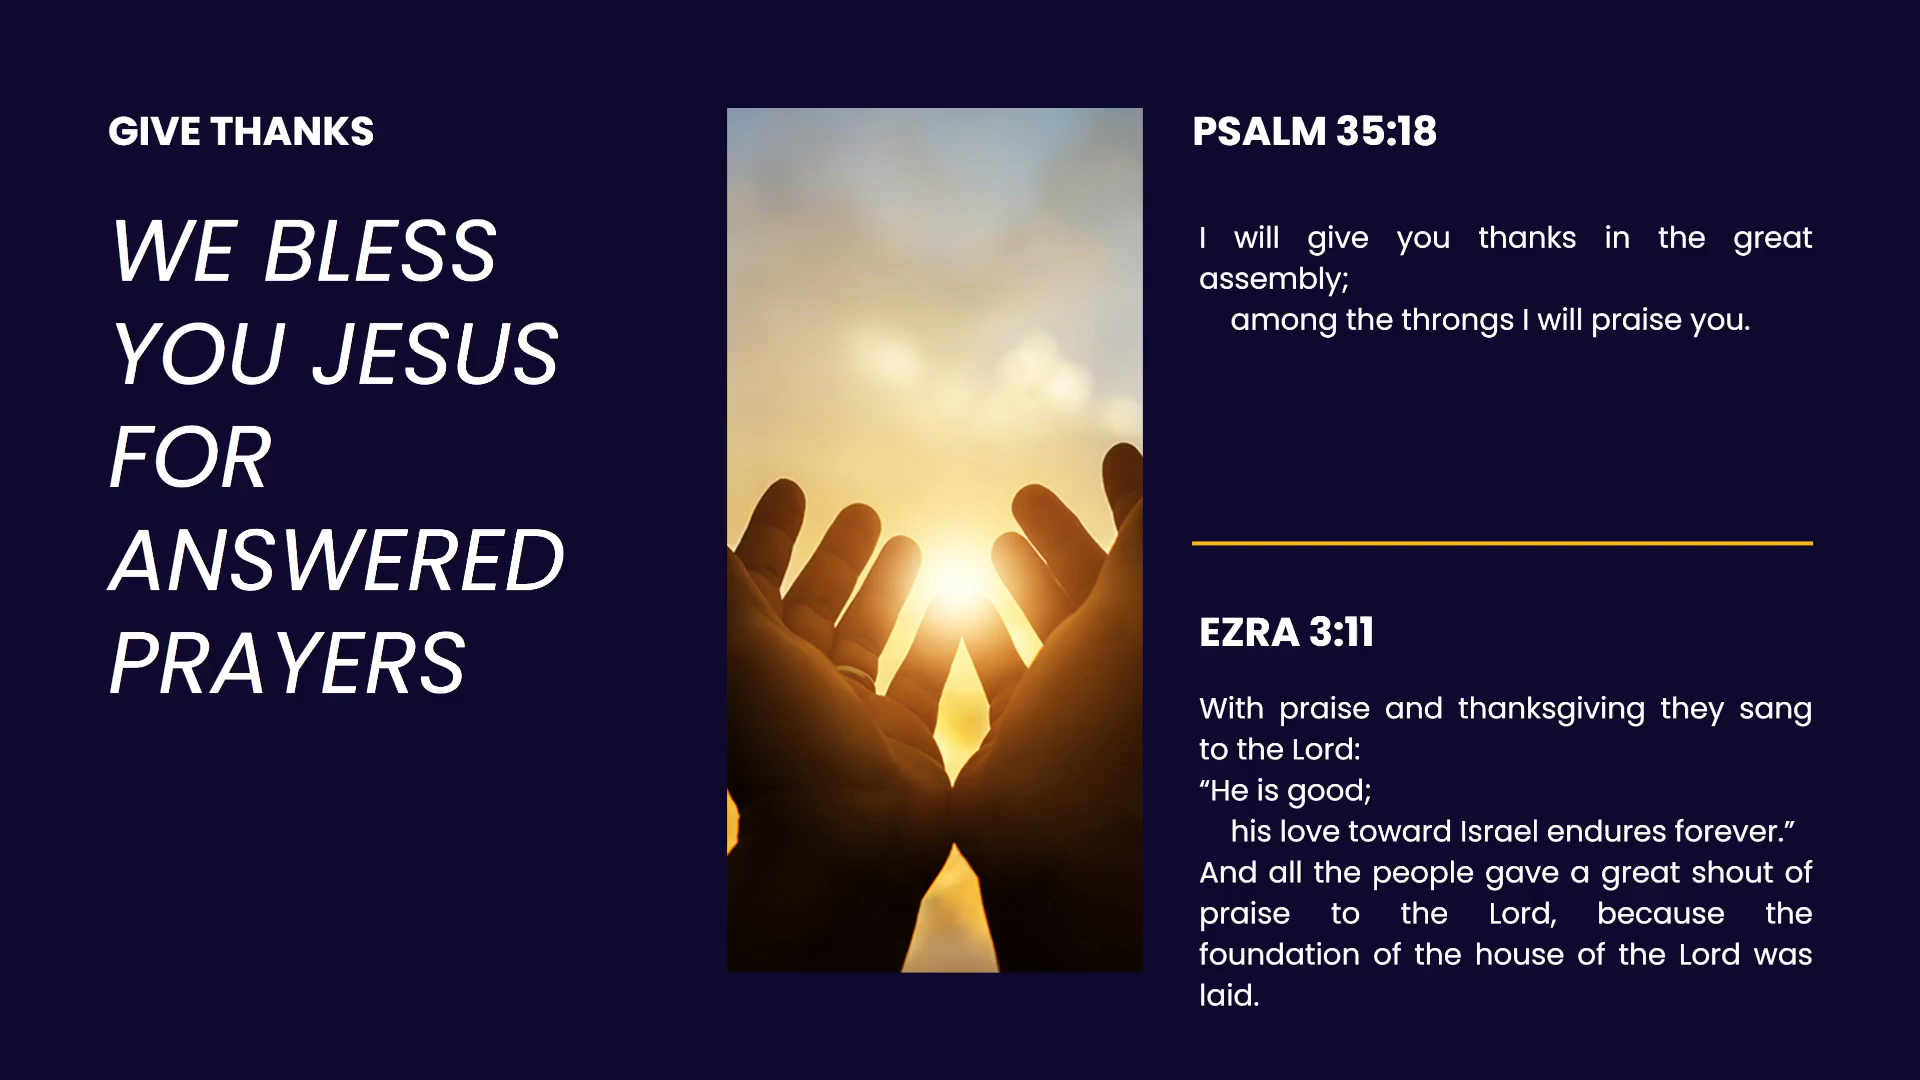 GIVE THANKS
WE BLESS
YOU JESUS
FOR
ANSWERED
PRAYERS
PSALM 35:18
I will give you thanks in the great
assembly;
among the throngs I will praise you.
EZRA 3:11
With praise and thanksgiving they sang
to the Lord:
“He is good;
his love toward Israel endures forever.”
And all the people gave a great shout of
praise to the Lord, because the
foundation of the house of the Lord was
laid.